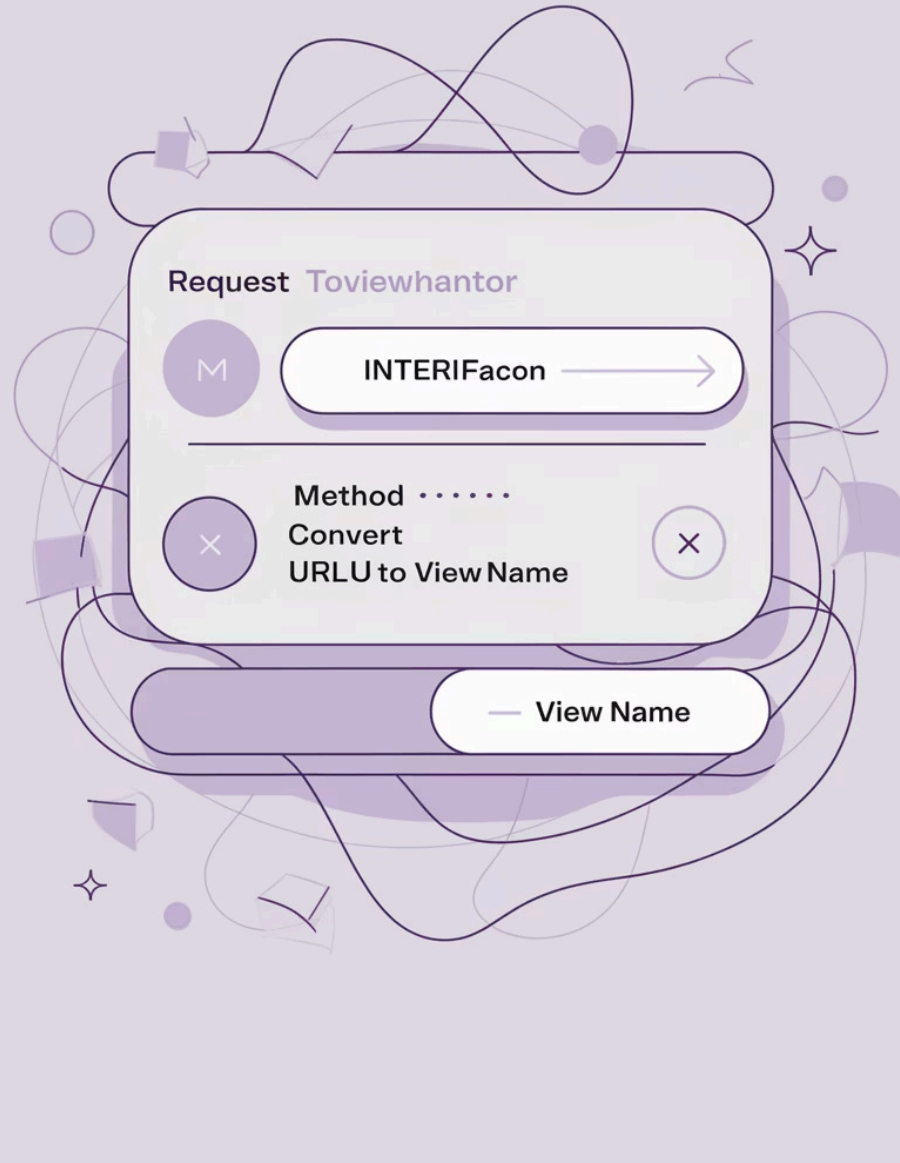 Request Toviewhantor
M
INTERIFacon
Method ......
Convert
URLU to View Name
View Name